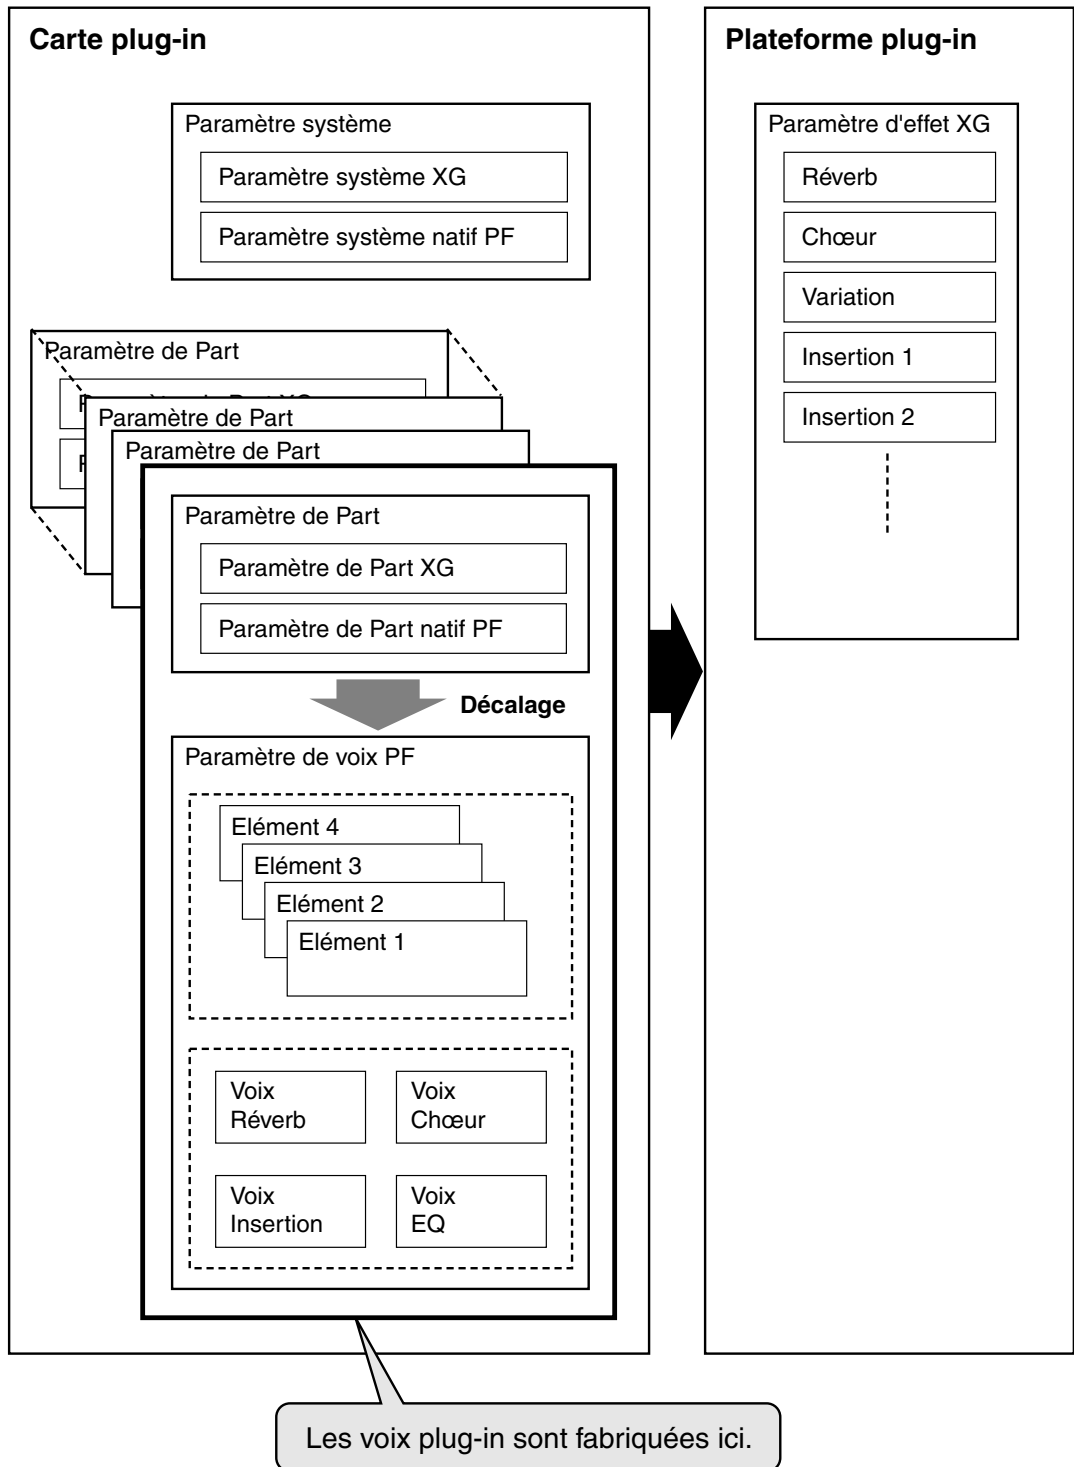 Carte plug-in
Paramètre système
Paramètre système XG
Paramètre système natif PF
Paramètre de Part
Paramètre de Part
Paramètre de Part
Paramètre de Part
Paramètre de Part XG
Paramètre de Part natif PF
Décalage
Paramètre de voix PF
Elément 4
Elément 3
Elément 2
Elément 1
Voix
Réverb
Voix
Chœur
Voix
Insertion
Voix
EQ
Les voix plug-in sont fabriquées ici.
Plateforme plug-in
Paramètre d'effet XG
Réverb
Chœur
Variation
Insertion 1
Insertion 2